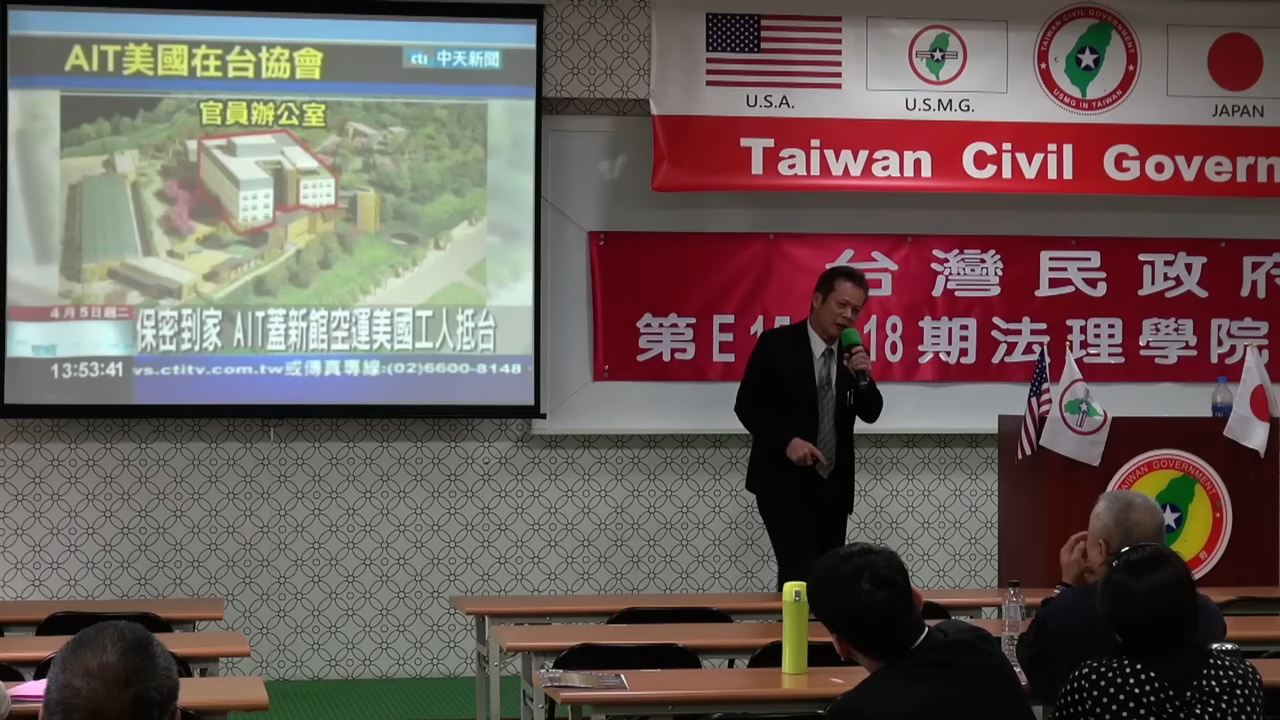 AIT美國在台協會
cti 中天新聞
官員辦公室
4月5日週二
保密到家 AIT蓋新館空運美國工人抵台
13:53:41
vs.ctitv.com.tw或傳真專線:(02)6600-8148
U.S.A.
U.S.M.G.
TAIWAN CIVIL GOVERNMENT
USMG IN TAIWAN
JAPAN
Taiwan Civil Govern
台灣民政府
第E 1 18期法理學院
TAIWAN GOVERNMENT